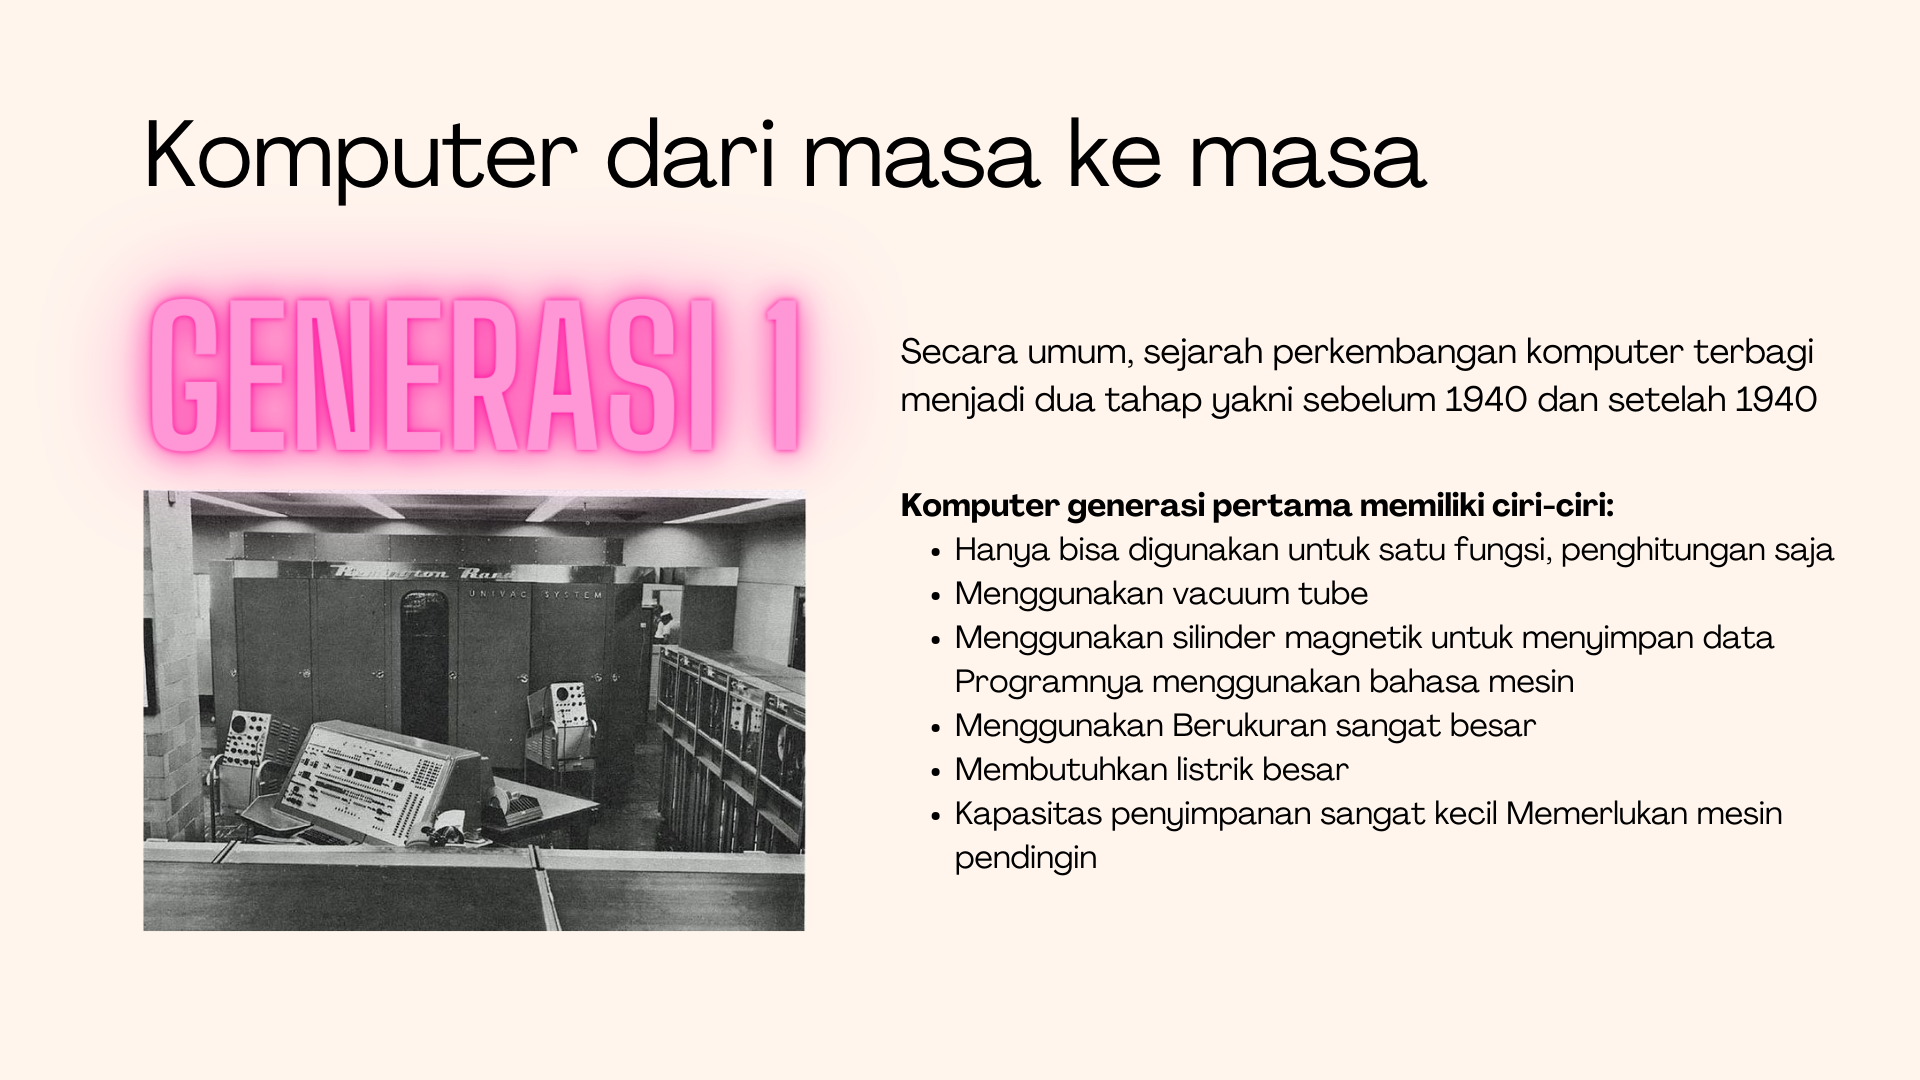 Komputer dari masa ke masa
GENERASI 1
Remington Rand
UNIVAC SYSTEM
Secara umum, sejarah perkembangan komputer terbagi
menjadi dua tahap yakni sebelum 1940 dan setelah 1940
Komputer generasi pertama memiliki ciri-ciri:
• Hanya bisa digunakan untuk satu fungsi, penghitungan saja
• Menggunakan vacuum tube
• Menggunakan silinder magnetik untuk menyimpan data
Programnya menggunakan bahasa mesin
• Menggunakan Berukuran sangat besar
• Membutuhkan listrik besar
• Kapasitas penyimpanan sangat kecil Memerlukan mesin
pendingin